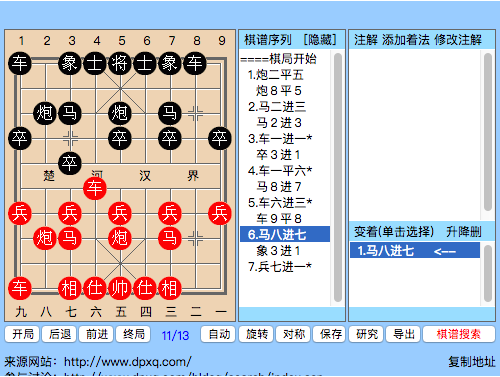 1 2 3 4 5 6 7 8 9
车 象 士 将 士 象 车
炮 马 炮 马
卒 卒 卒 卒
卒
楚 河 汉 界
车
兵 兵 兵 兵 兵
炮 马 炮 马
车 相 仕 帅 仕 相
九 八 七 六 五 四 三 二 一
棋谱序列 [隐藏]
====棋局开始
1.炮二平五
炮８平５
2.马二进三
马２进３
3.车一进一*
卒３进１
4.车一平六*
马８进７
5.车六进三*
车９平８
6.马八进七
象３进１
7.兵七进一*
注解 添加着法 修改注解
变着(单击选择) 升降删
1.马八进七 <--
开局 后退 前进 终局 11/13 自动 旋转 对称 保存 研究 导出 棋谱搜索
来源网站: http://www.dpxq.com/ 复制地址